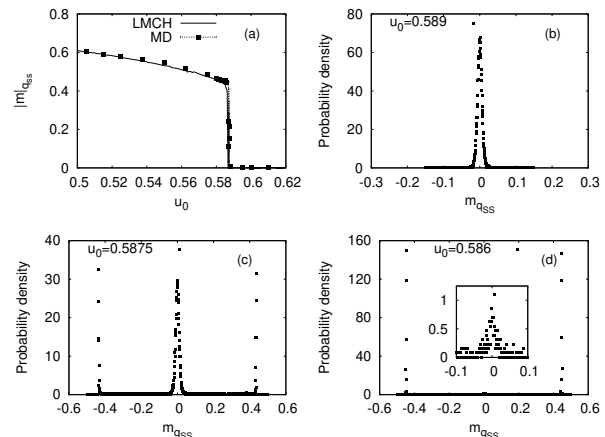 LMCH
MD
(a)
|m|qss
0.8
0.6
0.4
0.2
0
0.5 0.52 0.54 0.56 0.58 0.6 0.62
u0
u0=0.589
(b)
Probability density
80
60
40
20
0
-0.3 -0.2 -0.1 0 0.1 0.2 0.3
mqSS
u0=0.5875
(c)
Probability density
40
30
20
10
0
-0.6 -0.4 -0.2 0 0.2 0.4 0.6
mqSS
u0=0.586
(d)
Probability density
160
120
80
40
0
1
0.5
0
-0.1 0 0.1
-0.6 -0.4 -0.2 0 0.2 0.4 0.6
mqSS